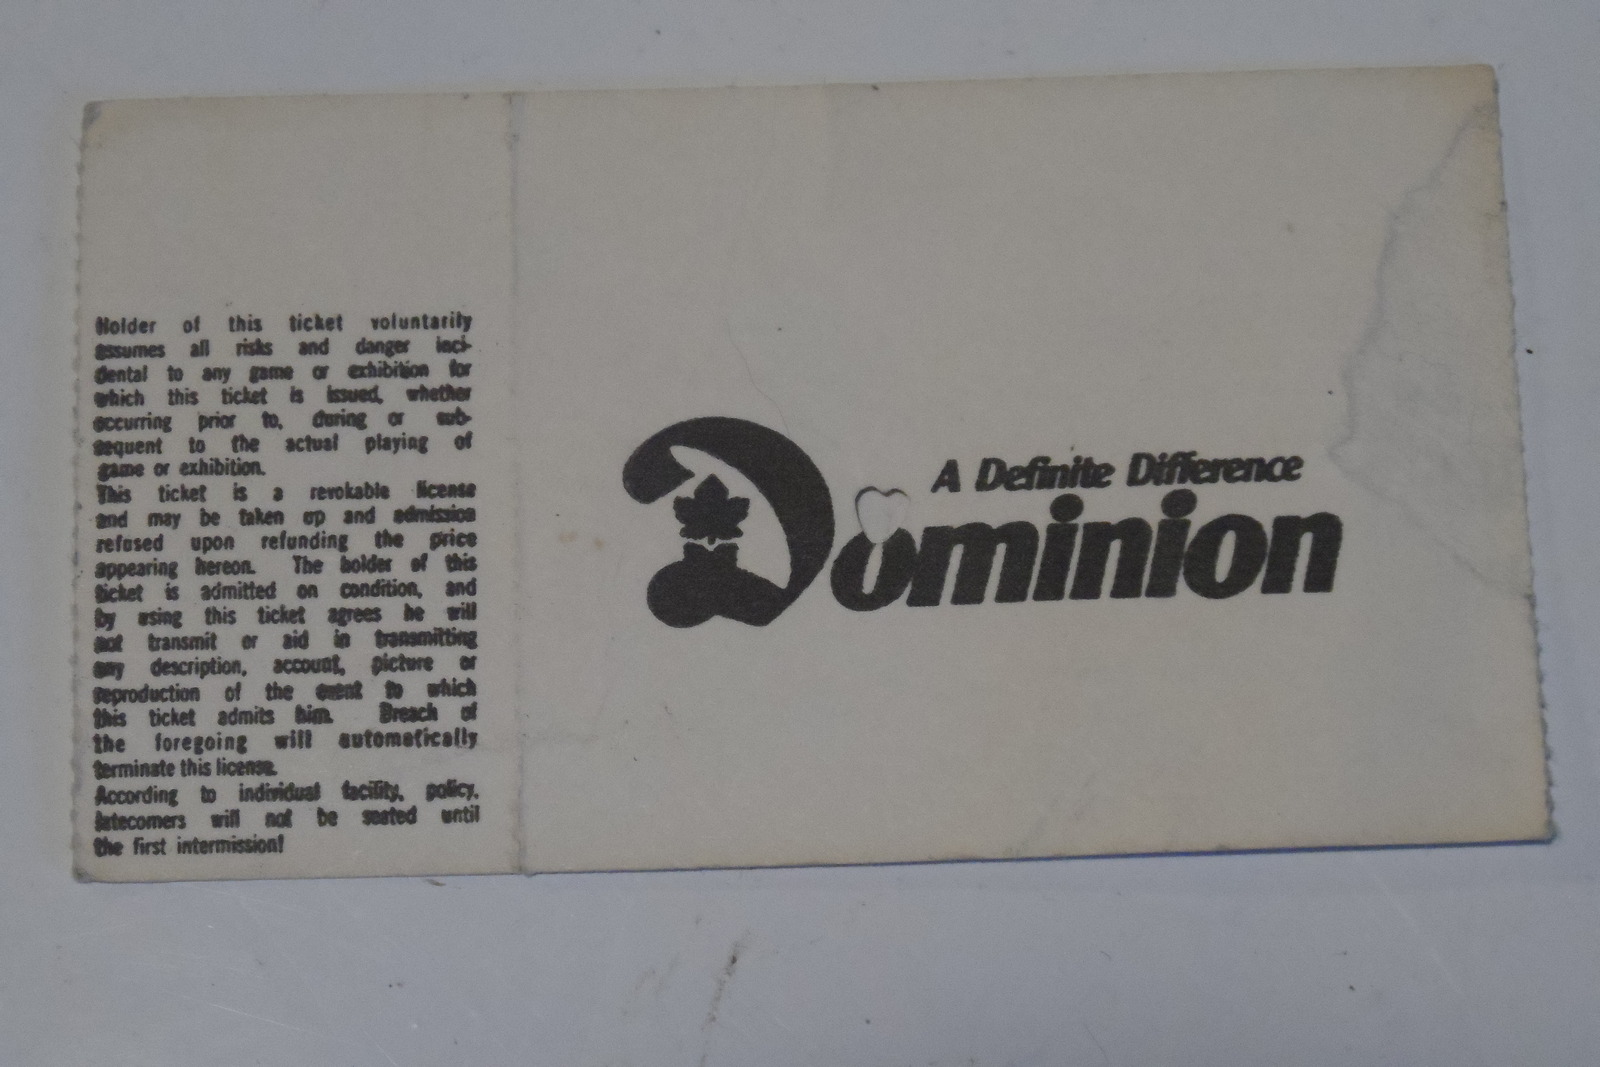 Holder of this ticket voluntarily
assumes all risks and danger inci-
dental to any game or exhibition for
which this ticket is issued, whether
occurring prior to, during or sub-
sequent to the actual playing of
game or exhibition.
This ticket is a revokable license
and may be taken up and admission
refused upon refunding the price
appearing hereon. The holder of this
ticket is admitted on condition, and
by using this ticket agrees he will
not transmit or aid in transmitting
any description, account, picture or
reproduction of the event to which
this ticket admits him. Breach of
the foregoing will automatically
terminate this license.
According to individual facility, policy,
latecomers will not be seated until
the first intermission!
A Definite Difference
Dominion